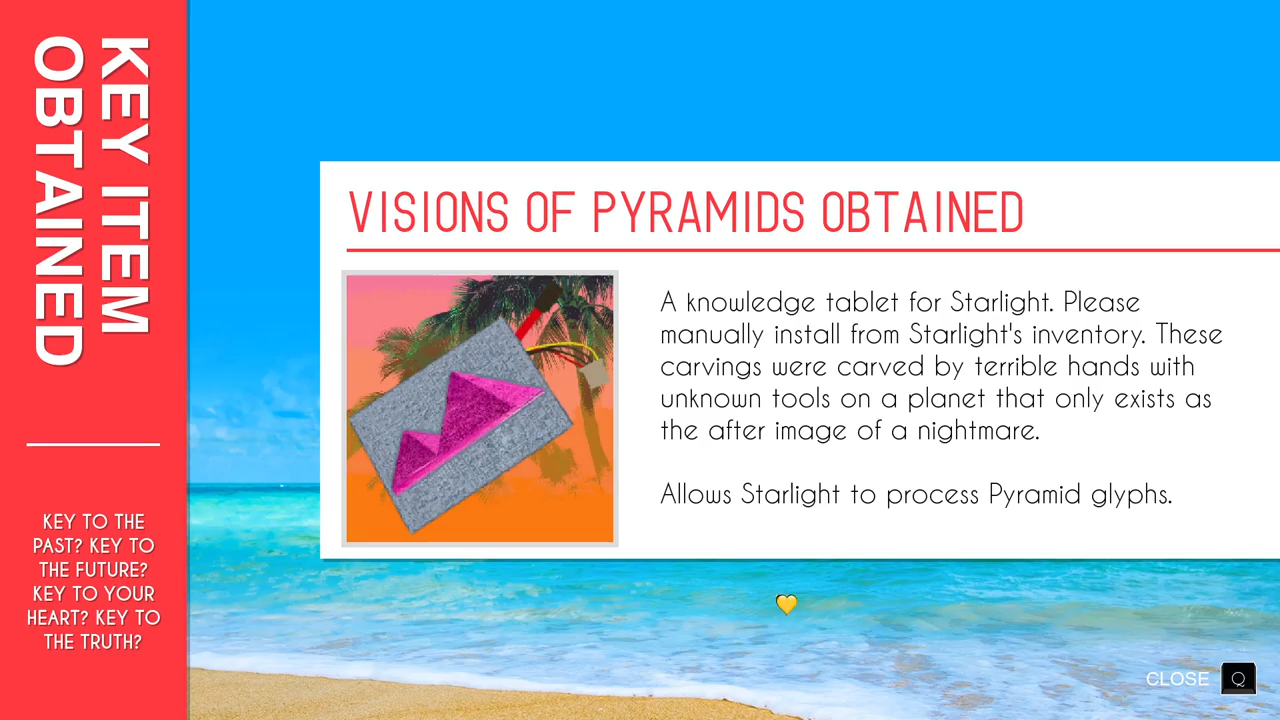 KEY ITEM
OBTAINED
KEY TO THE
PAST? KEY TO
THE FUTURE?
KEY TO YOUR
HEART? KEY TO
THE TRUTH?
VISIONS OF PYRAMIDS OBTAINED
A knowledge tablet for Starlight. Please
manually install from Starlight's inventory. These
carvings were carved by terrible hands with
unknown tools on a planet that only exists as
the after image of a nightmare.
Allows Starlight to process Pyramid glyphs.
CLOSE Q